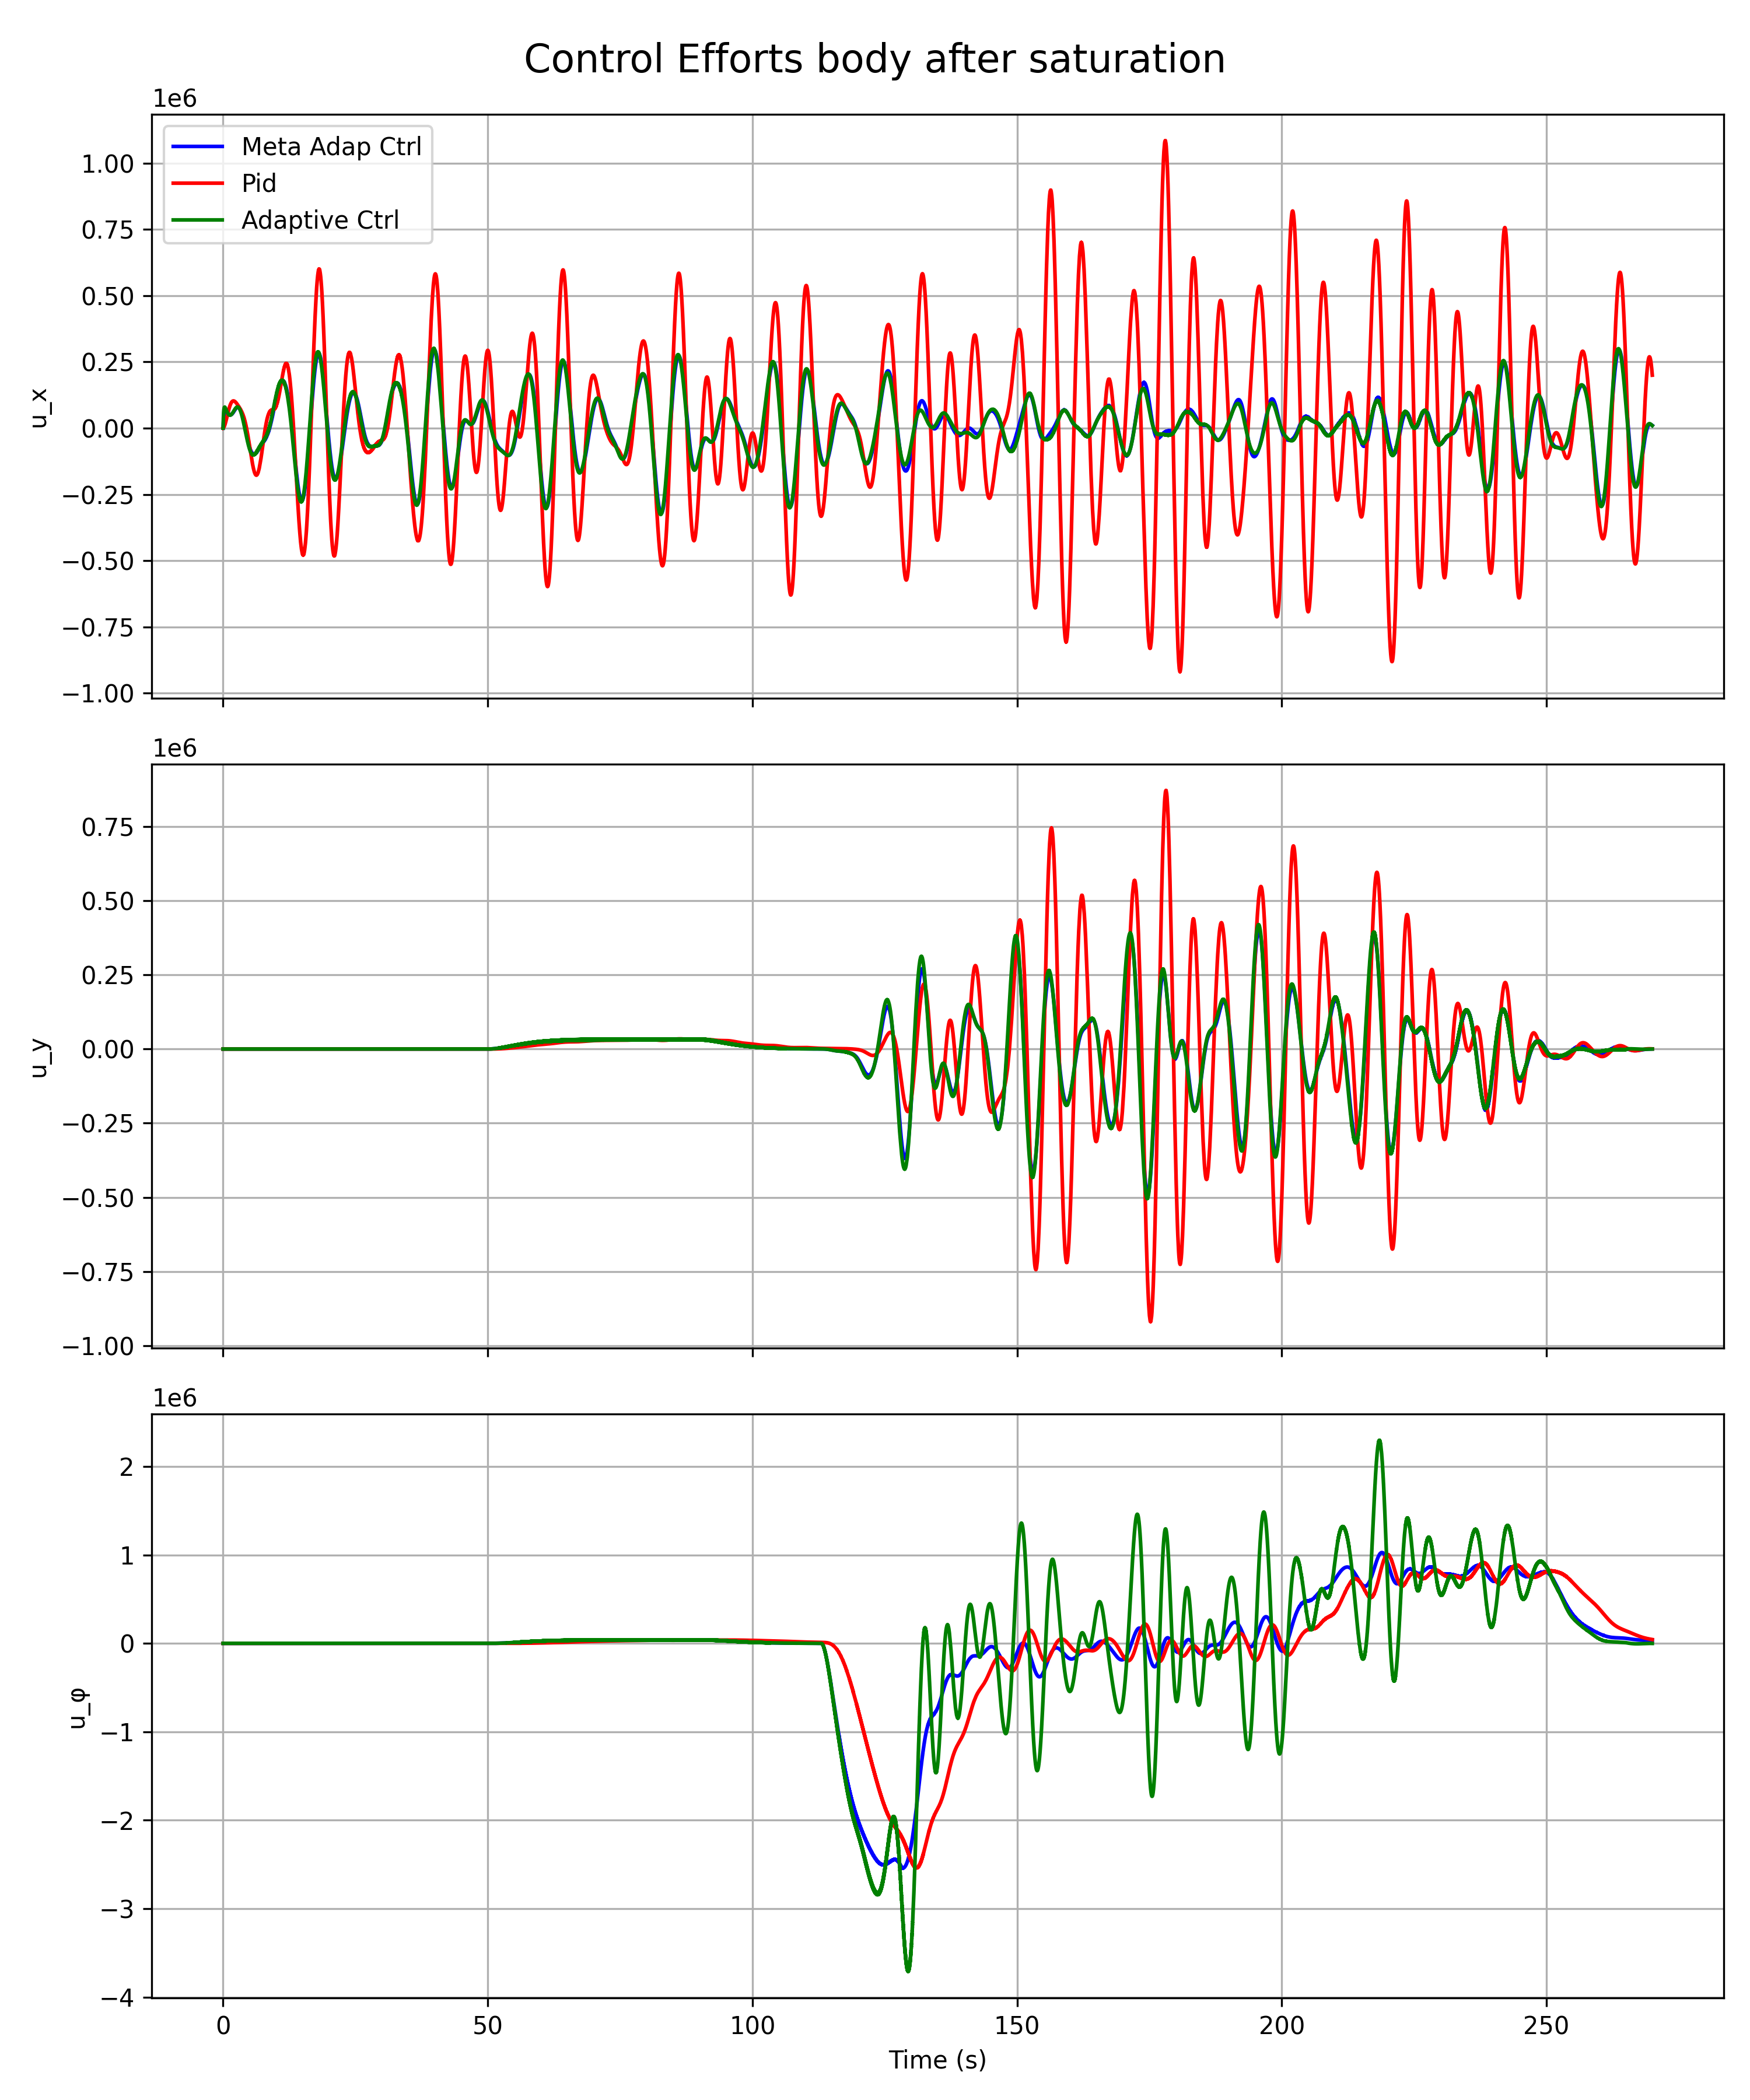 Control Efforts body after saturation
1e6
Meta Adap Ctrl
Pid
Adaptive Ctrl
1.00
0.75
0.50
0.25
0.00
−0.25
−0.50
−0.75
−1.00
u_x
1e6
0.75
0.50
0.25
0.00
−0.25
−0.50
−0.75
−1.00
u_y
1e6
2
1
0
−1
−2
−3
−4
u_φ
0 50 100 150 200 250
Time (s)